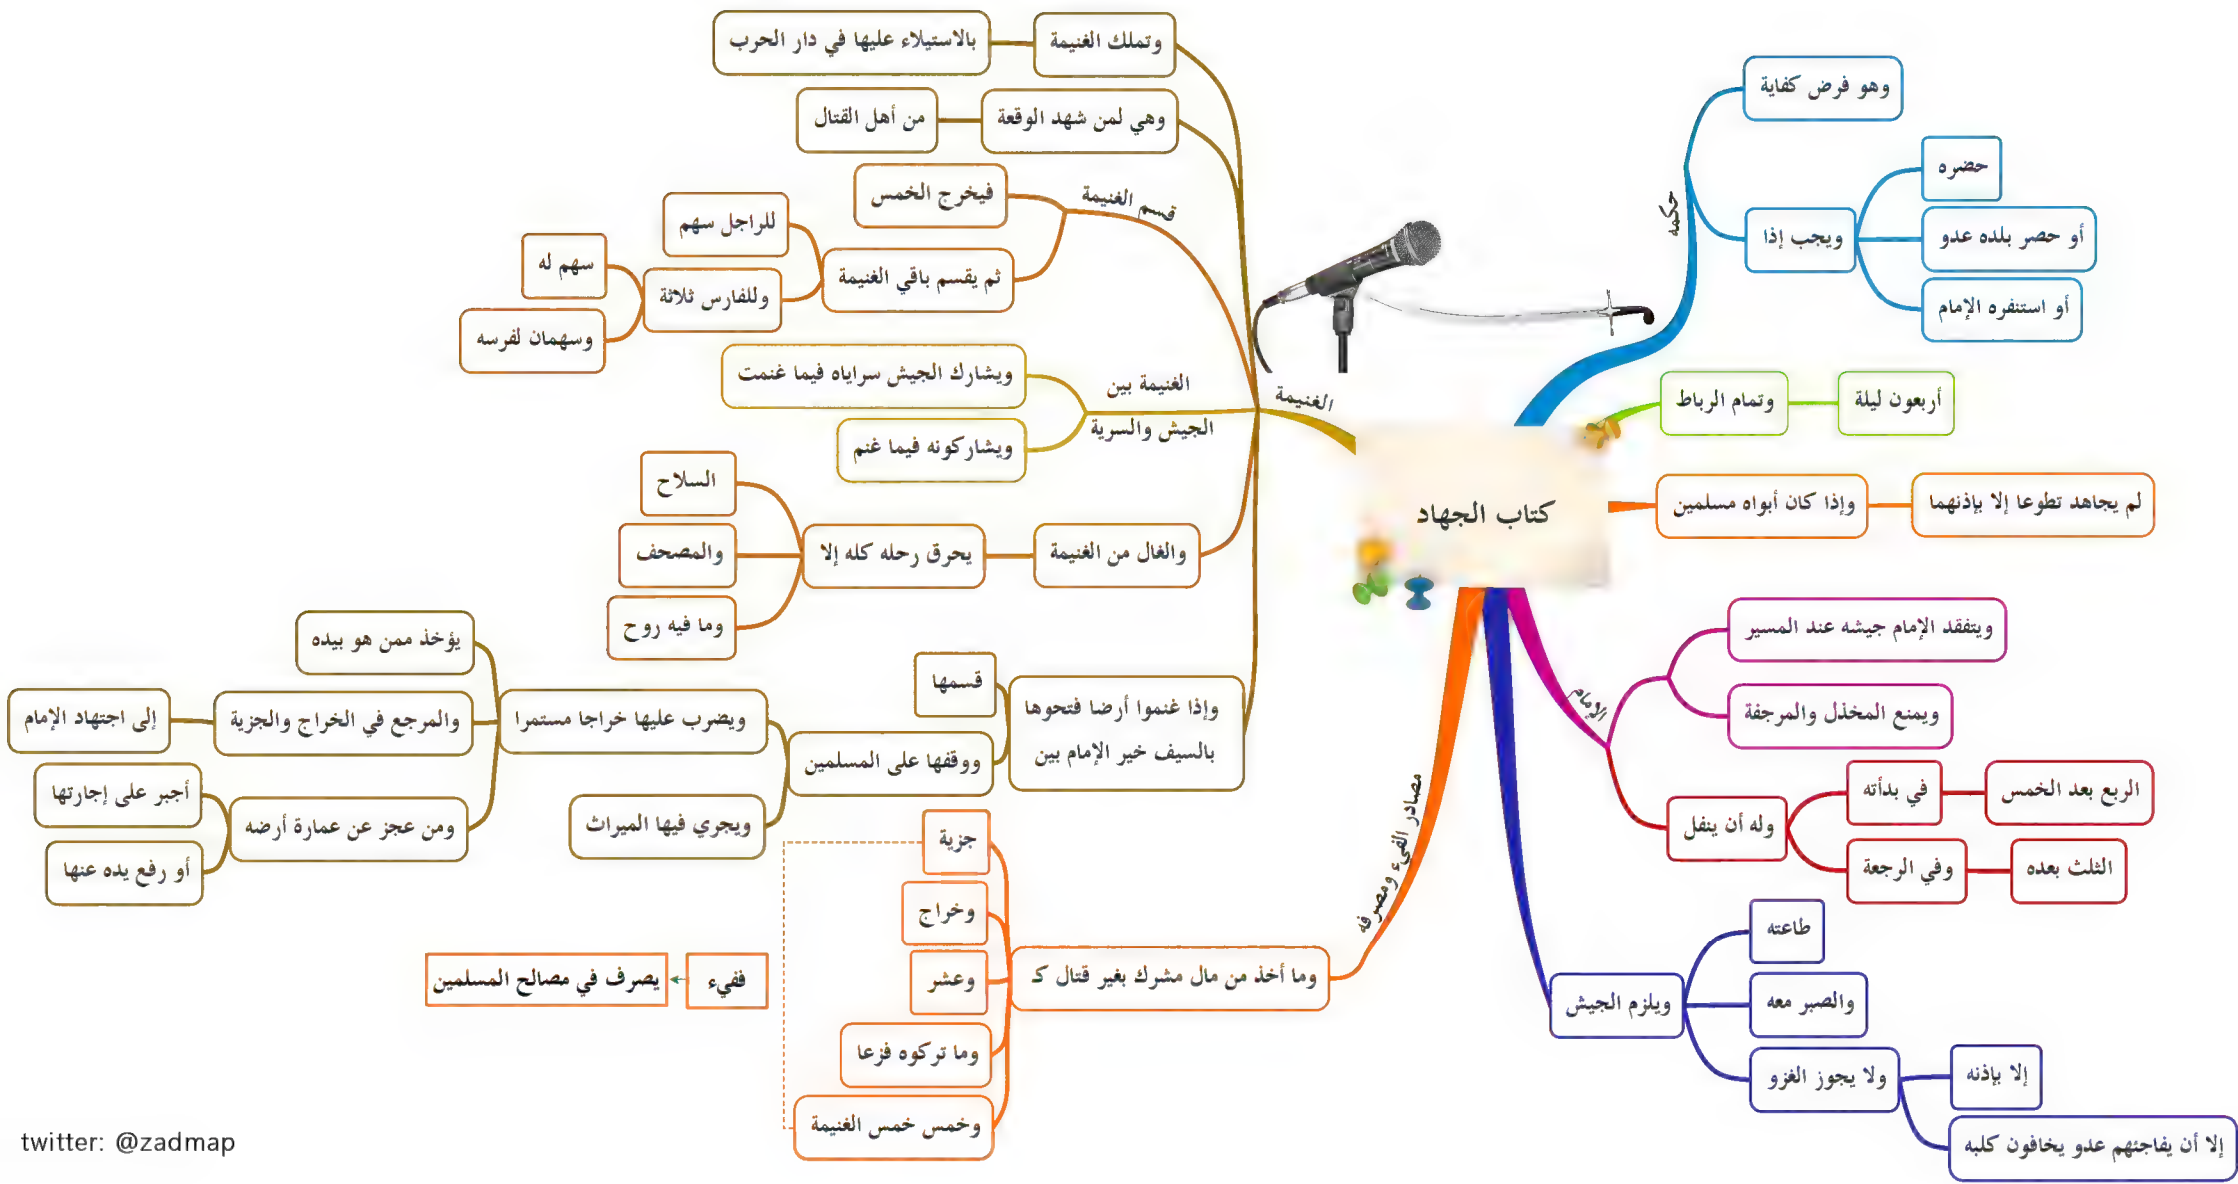 كتاب الجهاد
حكمه
وهو فرض كفاية
ويجب إذا
حضره
أو حصر بلده عدو
أو استنفره الإمام
وتمام الرباط
أربعون ليلة
وإذا كان أبواه مسلمين
لم يجاهد تطوعا إلا بإذنهما
الإمام
ويتفقد الإمام جيشه عند المسير
ويمنع المخذل والمرجفة
وله أن ينفل
في بدأته
الربع بعد الخمس
وفي الرجعة
الثلث بعده
ويلزم الجيش
طاعته
والصبر معه
ولا يجوز الغزو
إلا بإذنه
إلا أن يفاجئهم عدو يخافون كلبه
مصادر الفيء ومصرفه
وما أخذ من مال مشرك بغير قتال كـ
جزية
وخراج
وعشر
وما تركوه فزعا
وخمس خمس الغنيمة
ففيء
يصرف في مصالح المسلمين
الغنيمة
وتملك الغنيمة
بالاستيلاء عليها في دار الحرب
وهي لمن شهد الوقعة
من أهل القتال
قسم الغنيمة
فيخرج الخمس
ثم يقسم باقي الغنيمة
للراجل سهم
وللفارس ثلاثة
سهم له
وسهمان لفرسه
الغنيمة بين
الجيش والسرية
ويشارك الجيش سراياه فيما غنمت
ويشاركونه فيما غنم
والغال من الغنيمة
يحرق رحله كله إلا
السلاح
والمصحف
وما فيه روح
وإذا غنموا أرضا فتحوها
بالسيف خير الإمام بين
قسمها
ووقفها على المسلمين
ويضرب عليها خراجا مستمرا
يؤخذ ممن هو بيده
والمرجع في الخراج والجزية
إلى اجتهاد الإمام
ومن عجز عن عمارة أرضه
أجبر على إجارتها
أو رفع يده عنها
ويجري فيها الميراث
twitter: @zadmap